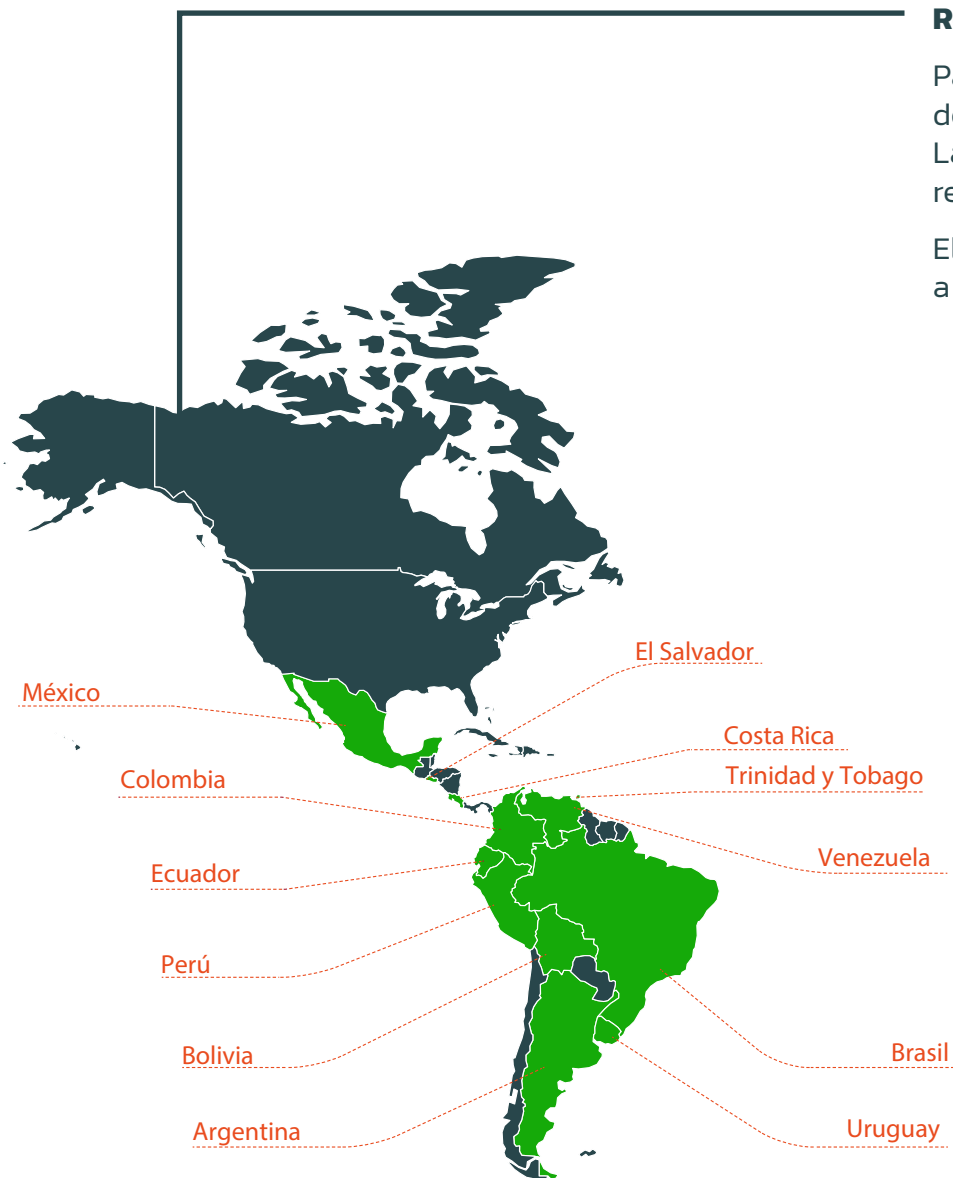 El Salvador
México
Costa Rica
Trinidad y Tobago
Colombia
Venezuela
Ecuador
Perú
Bolivia
Brasil
Argentina
Uruguay